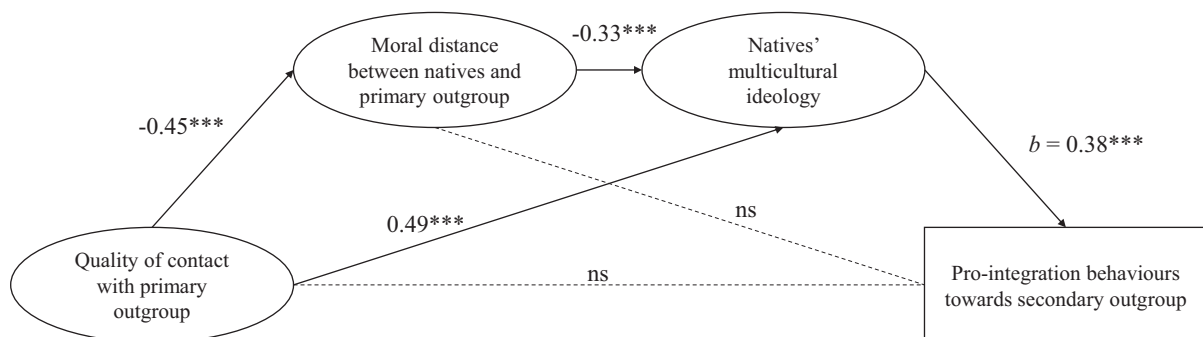 Moral distance
between natives and
primary outgroup
-0.33***
Natives’
multicultural
ideology
-0.45***
b = 0.38***
0.49***
ns
ns
Quality of contact
with primary
outgroup
Pro-integration behaviours
towards secondary outgroup